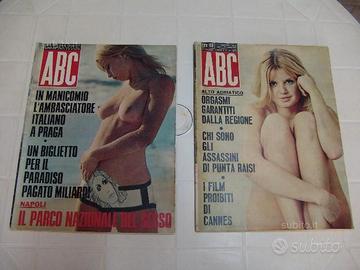 ABC
IN MANICOMIO
L'AMBASCIATORE
ITALIANO
A PRAGA
UN BIGLIETTO
PER IL
PARADISO
PAGATO MILIARDI
NAPOLI
IL PARCO NAZIONALE DEL SESSO
ABC
ALTO ADRIATICO
ORGASMI
GARANTITI
DALLA REGIONE
CHI SONO
GLI
ASSASSINI
DI PUNTA RAISI
I FILM
PROIBITI
DI
CANNES
subito.it
subito